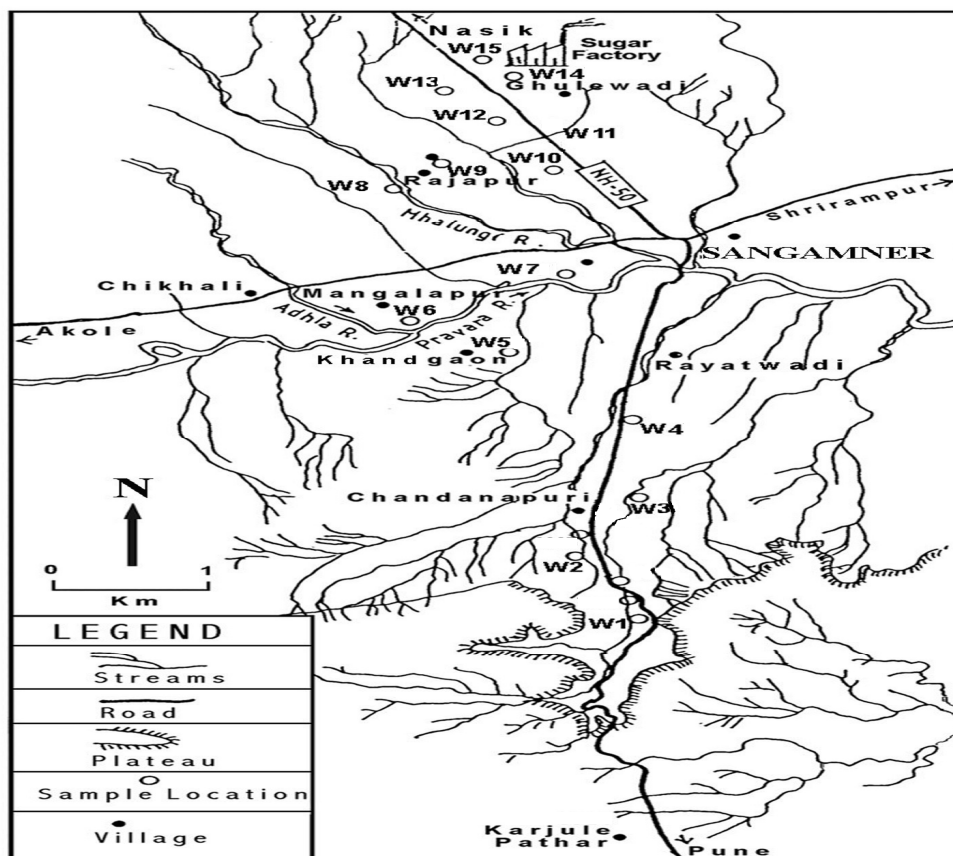 Nasik
W15
Sugar
Factory
W14
Ghulewadi
W13
W12
W11
W10
W9
Rajapur
W8
NH-50
Mhalungi R.
Shrirampur
SANGAMNER
W7
Chikhali
Mangalapur
Adhla R.
W6
Pravara R.
Akole
Khandgaon
W5
Rayatwadi
W4
N
Chandanapuri
W3
W2
0 1
Km
W1
LEGEND
Streams
Road
Plateau
Sample Location
Village
Karjule
Pathar
Pune